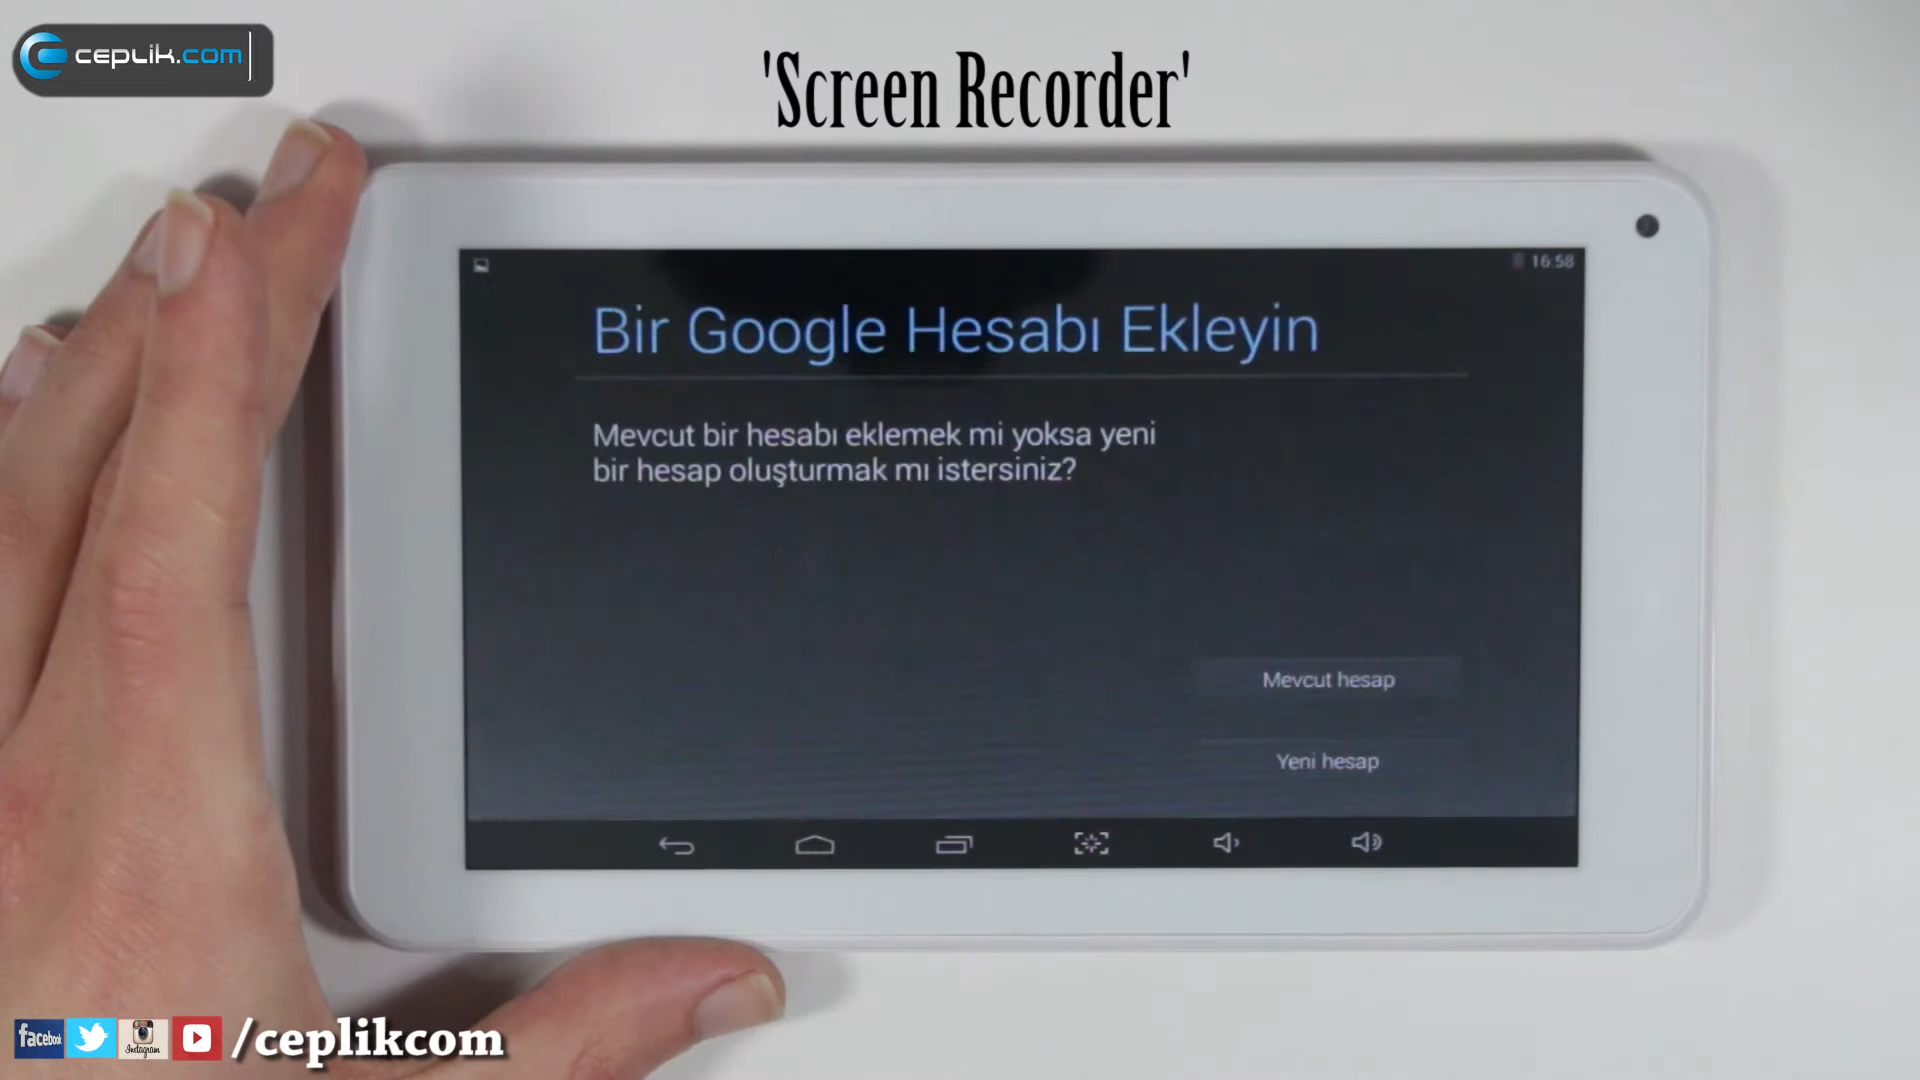 ceplik.com
'Screen Recorder'
16:58
Bir Google Hesabı Ekleyin
Mevcut bir hesabı eklemek mi yoksa yeni
bir hesap oluşturmak mı istersiniz?
Mevcut hesap
Yeni hesap
facebook
Instagram
/ceplikcom